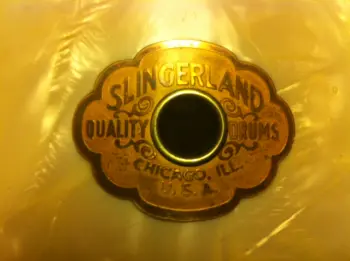 SLINGERLAND
QUALITY DRUMS
CHICAGO, ILL.
U. S. A.